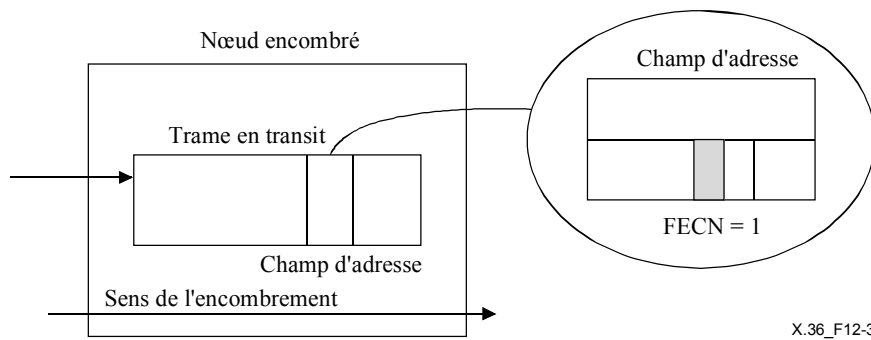 Nœud encombré
Champ d'adresse
Trame en transit
FECN = 1
Champ d'adresse
Sens de l'encombrement
X.36_F12-3